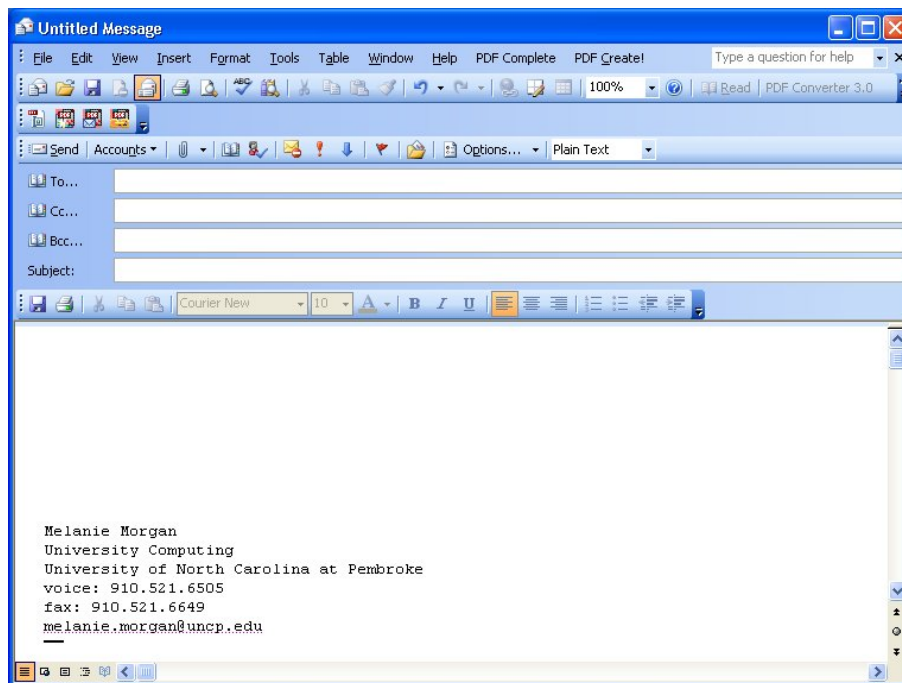 Untitled Message
File Edit View Insert Format Tools Table Window Help PDF Complete PDF Create! Type a question for help
100% Read PDF Converter 3.0
Send Accounts Options... Plain Text
To...
Cc...
Bcc...
Subject:
Courier New 10 A B I U
Melanie Morgan
University Computing
University of North Carolina at Pembroke
voice: 910.521.6505
fax: 910.521.6649
melanie.morgan@uncp.edu